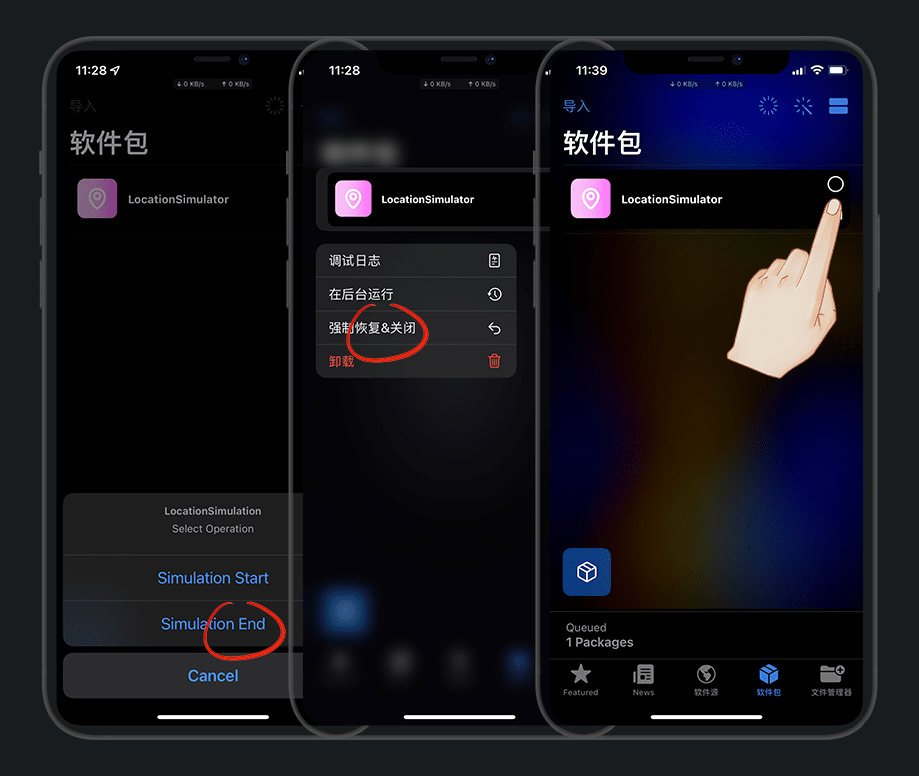 11:28
↓ 0 KB/s ↑ 0 KB/s
导入
软件包
LocationSimulator
LocationSimulation
Select Operation
Simulation Start
Simulation End
Cancel
11:28
↓ 0 KB/s ↑ 0 KB/s
LocationSimulator
调试日志
在后台运行
强制恢复&关闭
卸载
11:39
↓ 0 KB/s ↑ 0 KB/s
导入
软件包
LocationSimulator
Queued
1 Packages
Featured News 软件源 软件包 文件管理器